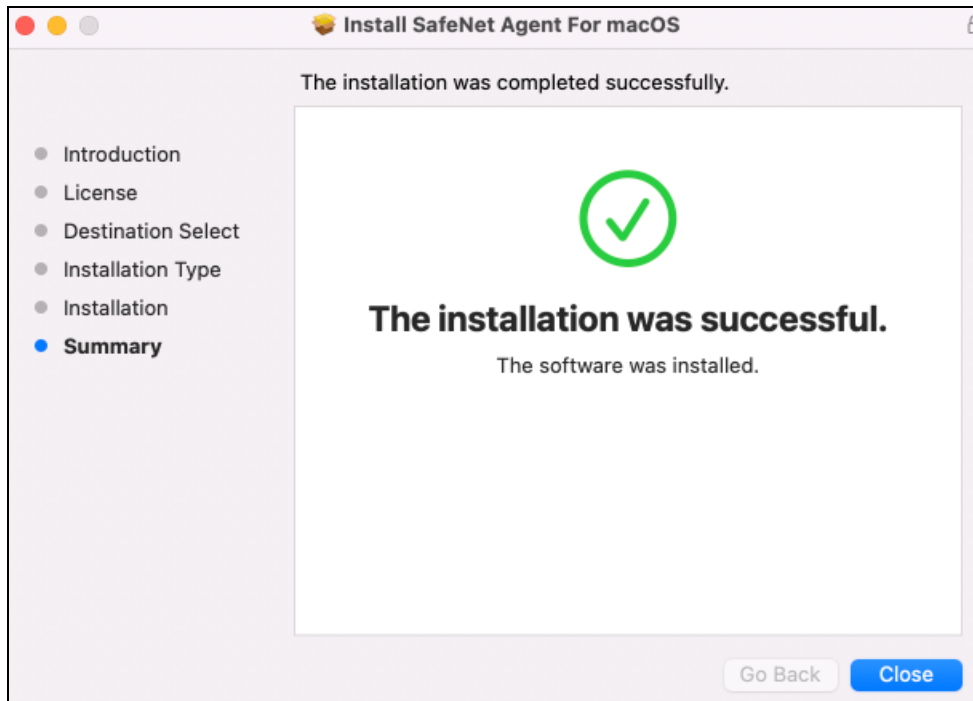 Install SafeNet Agent For macOS
The installation was completed successfully.
Introduction
License
Destination Select
Installation Type
Installation
Summary
The installation was successful.
The software was installed.
Go Back
Close